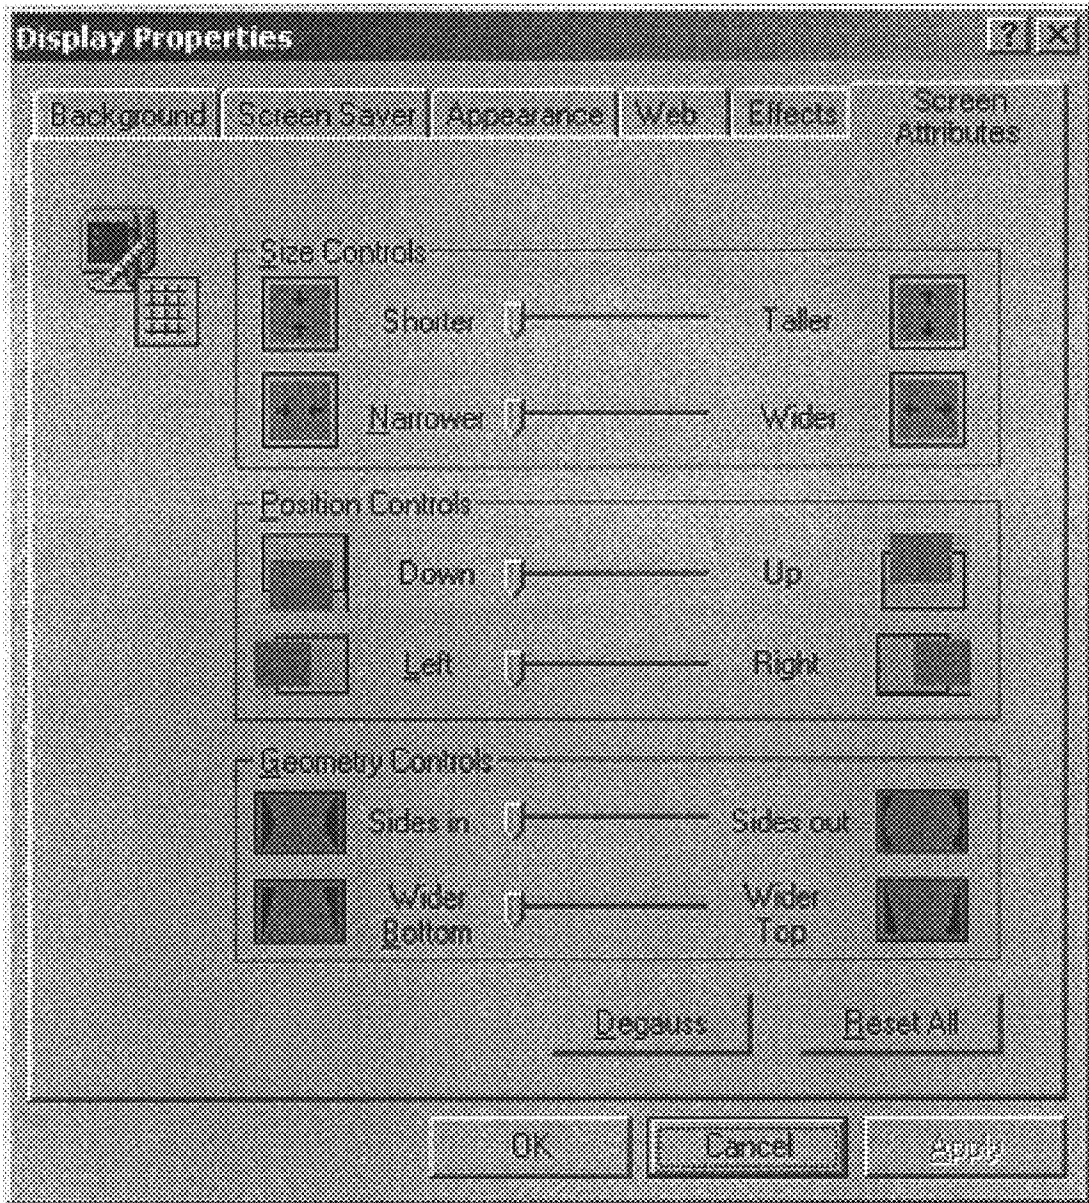 Display Properties
Background Screen Saver Appearance Web Effects Screen Attributes
Size Controls
Shorter Taller
Narrower Wider
Position Controls
Down Up
Left Right
Geometry Controls
Sides in Sides out
Wider Bottom Wider Top
Degauss Reset All
OK Cancel Apply